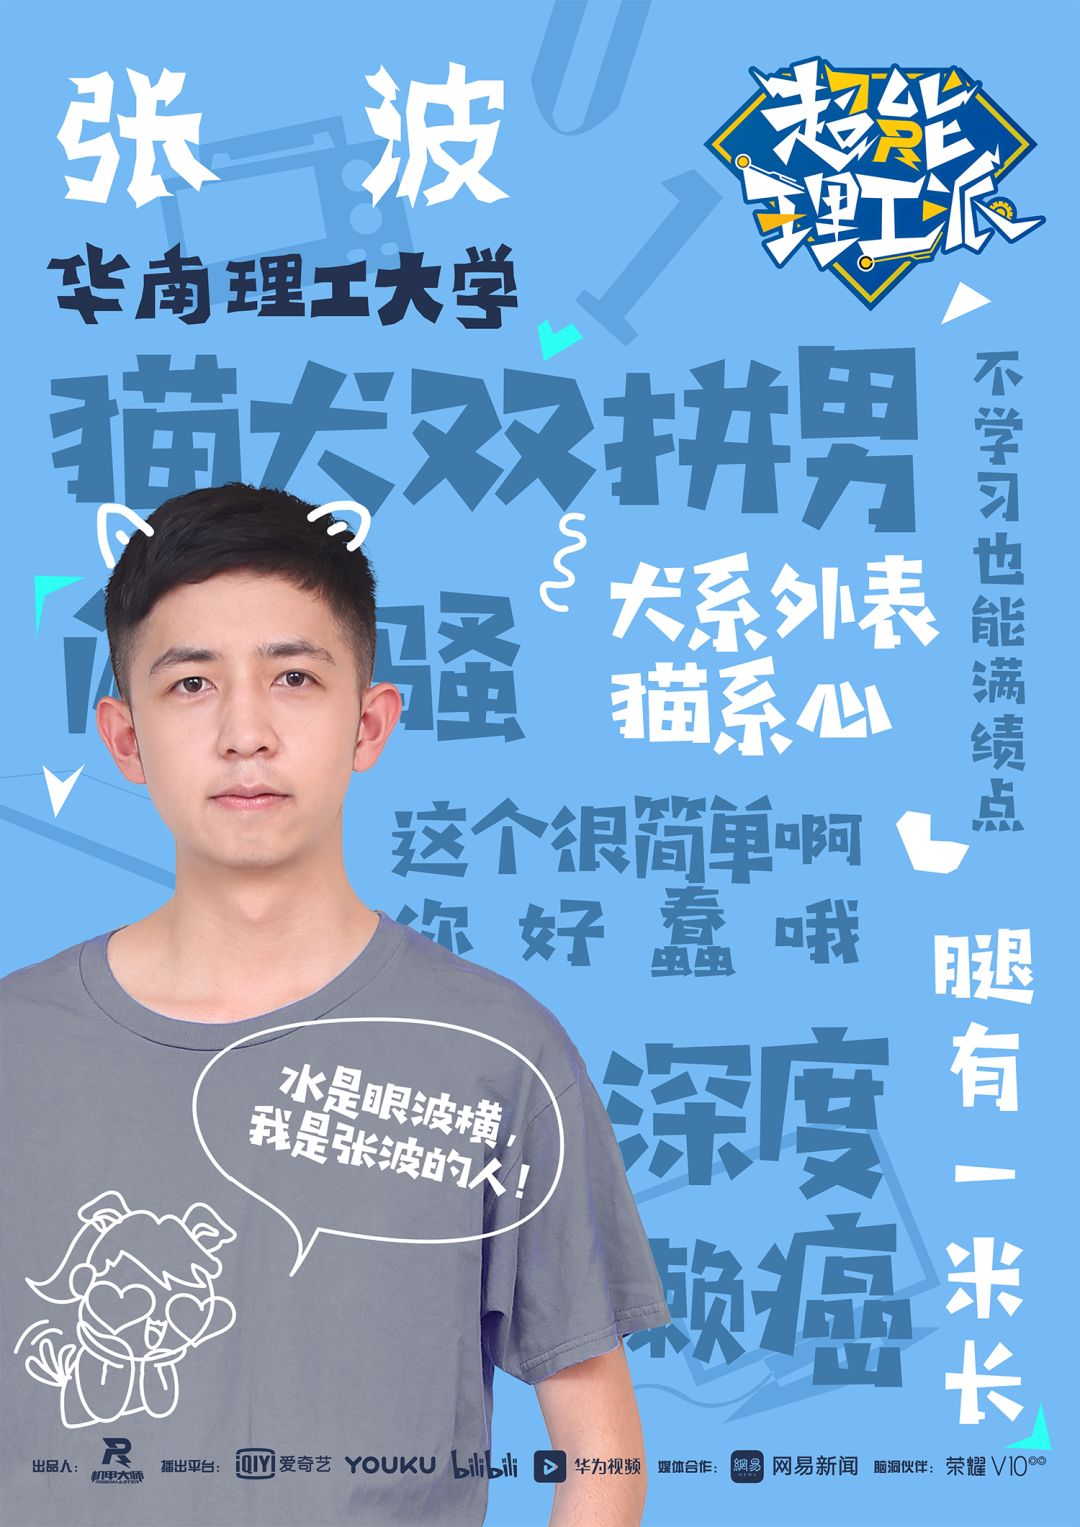 张波
超能
理工派
华南理工大学
猫犬双拼男
骚
犬系外表
猫系心
不学习也能满绩点
这个很简单啊
你好蠢哦
腿有一米长
深度
懒癌
水是眼波横，
我是张波的人！
出品人： R 机甲大师 ROBOMASTER 播出平台： iQIYI 爱奇艺 YOUKU bilibili 华为视频 媒体合作： 網易 NEWS 网易新闻 脑洞伙伴： 荣耀 V10